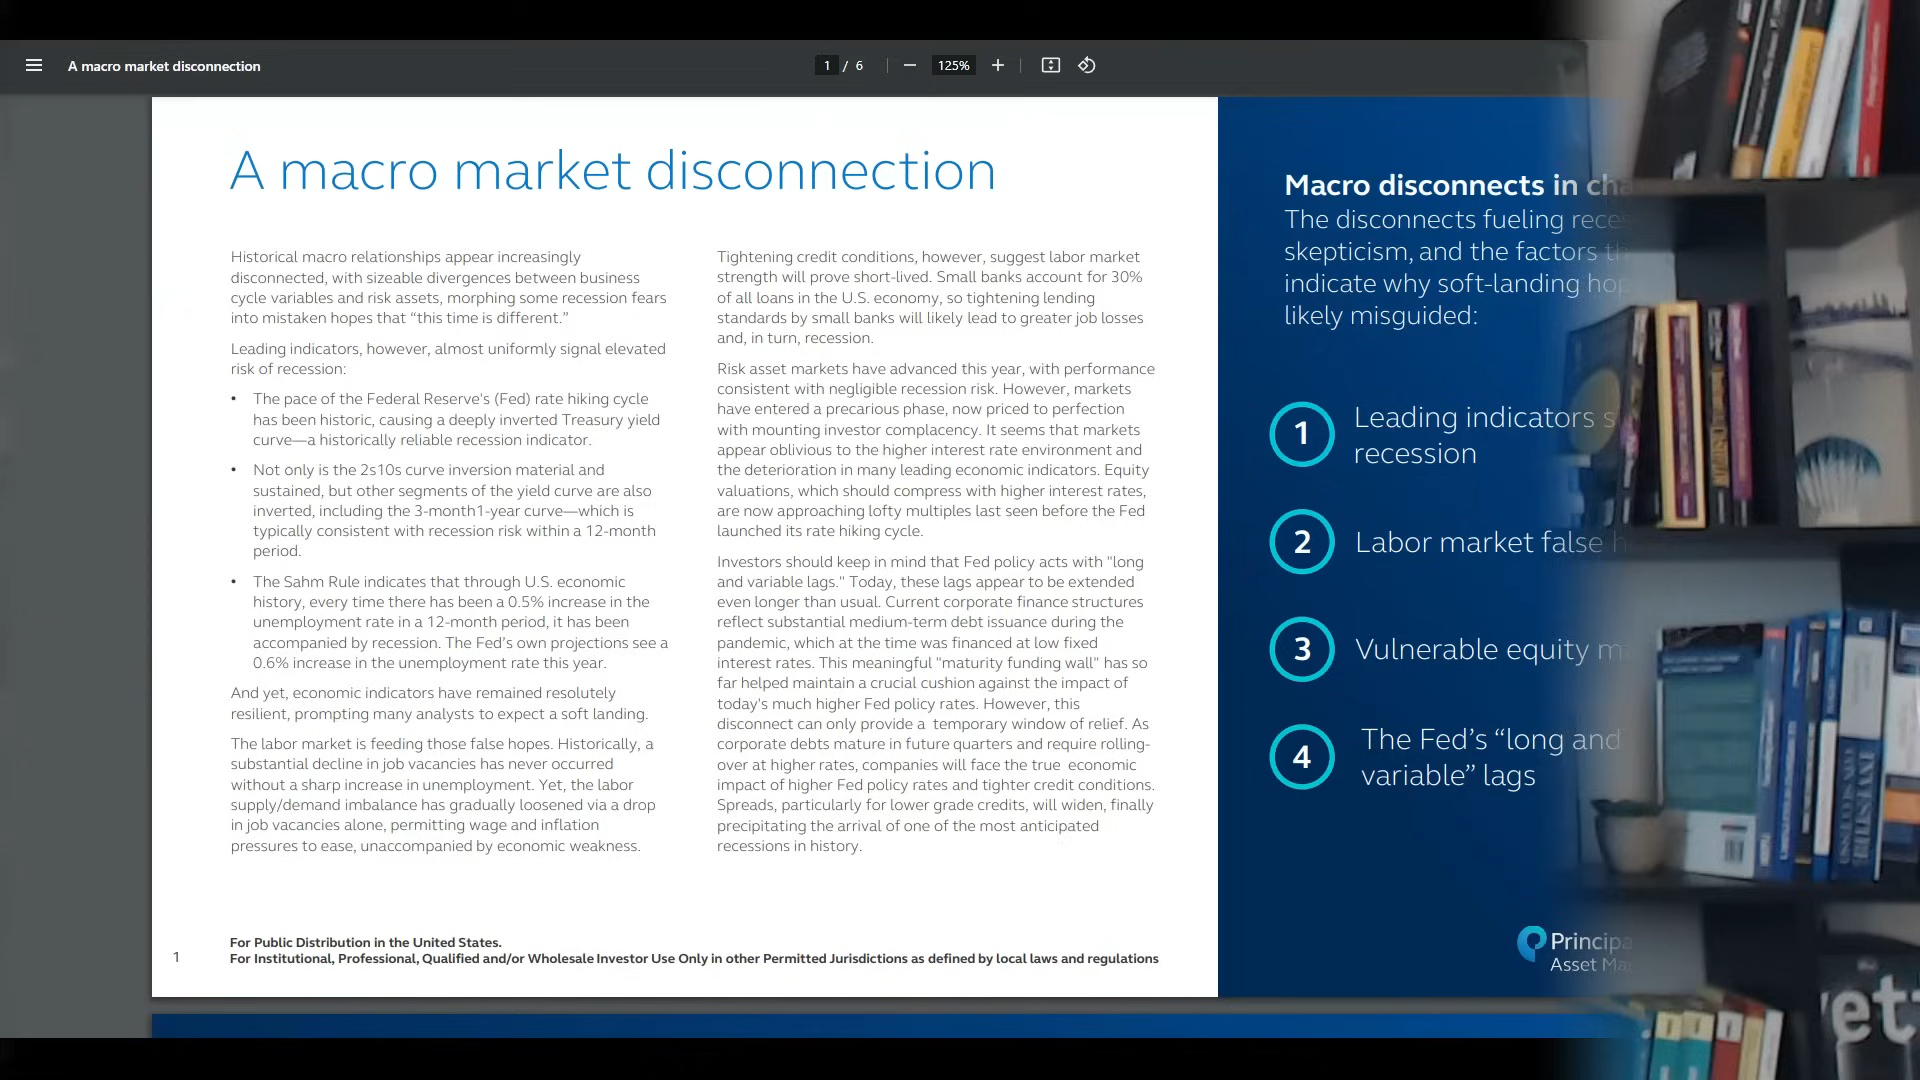 A macro market disconnection
1 / 6
125%
A macro market disconnection
Historical macro relationships appear increasingly
disconnected, with sizeable divergences between business
cycle variables and risk assets, morphing some recession fears
into mistaken hopes that “this time is different.”
Leading indicators, however, almost uniformly signal elevated
risk of recession:
• The pace of the Federal Reserve's (Fed) rate hiking cycle
has been historic, causing a deeply inverted Treasury yield
curve—a historically reliable recession indicator.
• Not only is the 2s10s curve inversion material and
sustained, but other segments of the yield curve are also
inverted, including the 3-month1-year curve—which is
typically consistent with recession risk within a 12-month
period.
• The Sahm Rule indicates that through U.S. economic
history, every time there has been a 0.5% increase in the
unemployment rate in a 12-month period, it has been
accompanied by recession. The Fed’s own projections see a
0.6% increase in the unemployment rate this year.
And yet, economic indicators have remained resolutely
resilient, prompting many analysts to expect a soft landing.
The labor market is feeding those false hopes. Historically, a
substantial decline in job vacancies has never occurred
without a sharp increase in unemployment. Yet, the labor
supply/demand imbalance has gradually loosened via a drop
in job vacancies alone, permitting wage and inflation
pressures to ease, unaccompanied by economic weakness.
Tightening credit conditions, however, suggest labor market
strength will prove short-lived. Small banks account for 30%
of all loans in the U.S. economy, so tightening lending
standards by small banks will likely lead to greater job losses
and, in turn, recession.
Risk asset markets have advanced this year, with performance
consistent with negligible recession risk. However, markets
have entered a precarious phase, now priced to perfection
with mounting investor complacency. It seems that markets
appear oblivious to the higher interest rate environment and
the deterioration in many leading economic indicators. Equity
valuations, which should compress with higher interest rates,
are now approaching lofty multiples last seen before the Fed
launched its rate hiking cycle.
Investors should keep in mind that Fed policy acts with "long
and variable lags." Today, these lags appear to be extended
even longer than usual. Current corporate finance structures
reflect substantial medium-term debt issuance during the
pandemic, which at the time was financed at low fixed
interest rates. This meaningful "maturity funding wall" has so
far helped maintain a crucial cushion against the impact of
today's much higher Fed policy rates. However, this
disconnect can only provide a temporary window of relief. As
corporate debts mature in future quarters and require rolling-
over at higher rates, companies will face the true economic
impact of higher Fed policy rates and tighter credit conditions.
Spreads, particularly for lower grade credits, will widen, finally
precipitating the arrival of one of the most anticipated
recessions in history.
For Public Distribution in the United States.
1
For Institutional, Professional, Qualified and/or Wholesale Investor Use Only in other Permitted Jurisdictions as defined by local laws and regulations
Macro disconnects in
The disconnects fueling
skepticism, and the factors
indicate why soft-landing
likely misguided:
1 Leading indicators
recession
2 Labor market false
3 Vulnerable equity
4 The Fed’s “long and
variable” lags
Asset